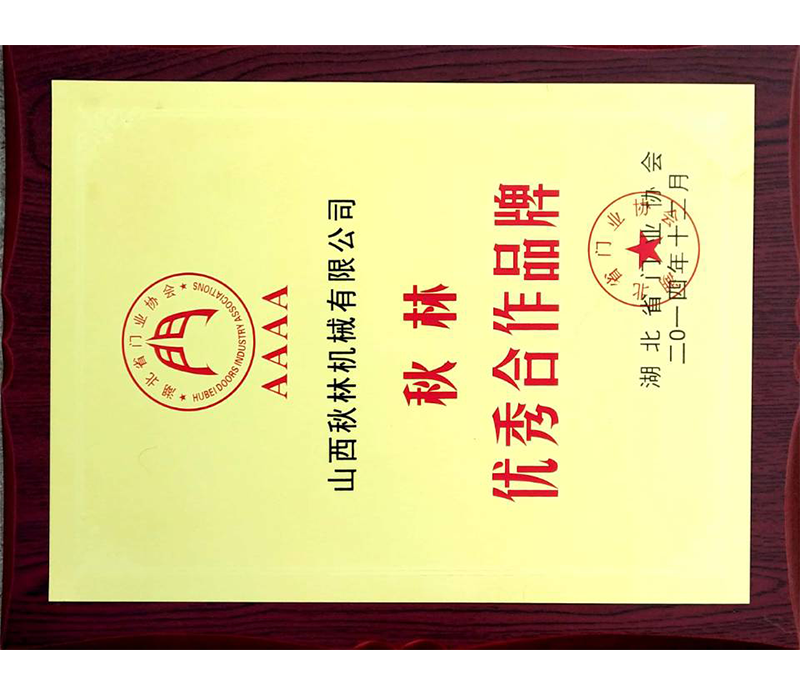 湖北省门业协会
HUBEI DOORS INDUSTRY ASSOCIATIONS
AAAA
山西秋林机械有限公司
秋林
优秀合作品牌
湖北省门业协会
二〇一四年十二月